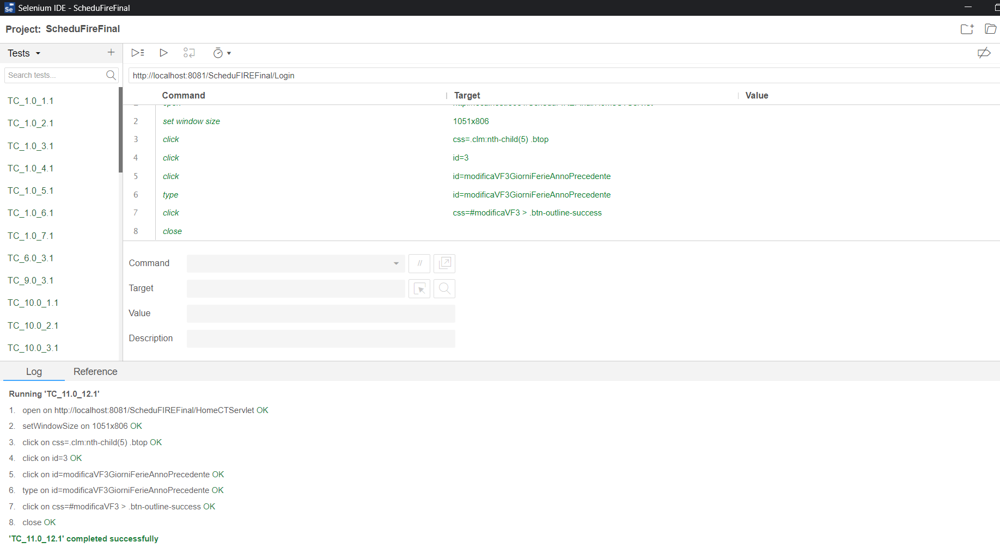 Selenium IDE - ScheduFireFinal
Project: ScheduFireFinal
Tests
Search tests...
TC_1.0_1.1
TC_1.0_2.1
TC_1.0_3.1
TC_1.0_4.1
TC_1.0_5.1
TC_1.0_6.1
TC_1.0_7.1
TC_6.0_3.1
TC_9.0_3.1
TC_10.0_1.1
TC_10.0_2.1
TC_10.0_3.1
http://localhost:8081/ScheduFIREFinal/Login
Command Target Value
2 set window size 1051x806
3 click css=.clm:nth-child(5) .btop
4 click id=3
5 click id=modificaVF3GiorniFerieAnnoPrecedente
6 type id=modificaVF3GiorniFerieAnnoPrecedente
7 click css=#modificaVF3 > .btn-outline-success
8 close
Command //
Target
Value
Description
Log Reference
Running 'TC_11.0_12.1'
1. open on http://localhost:8081/ScheduFIREFinal/HomeCTServlet OK
2. setWindowSize on 1051x806 OK
3. click on css=.clm:nth-child(5) .btop OK
4. click on id=3 OK
5. click on id=modificaVF3GiorniFerieAnnoPrecedente OK
6. type on id=modificaVF3GiorniFerieAnnoPrecedente OK
7. click on css=#modificaVF3 > .btn-outline-success OK
8. close OK
'TC_11.0_12.1' completed successfully